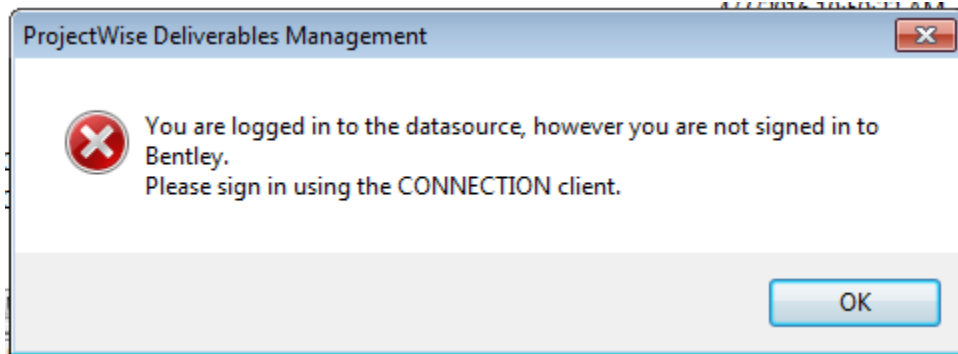 ProjectWise Deliverables Management
You are logged in to the datasource, however you are not signed in to
Bentley.
Please sign in using the CONNECTION client.
OK